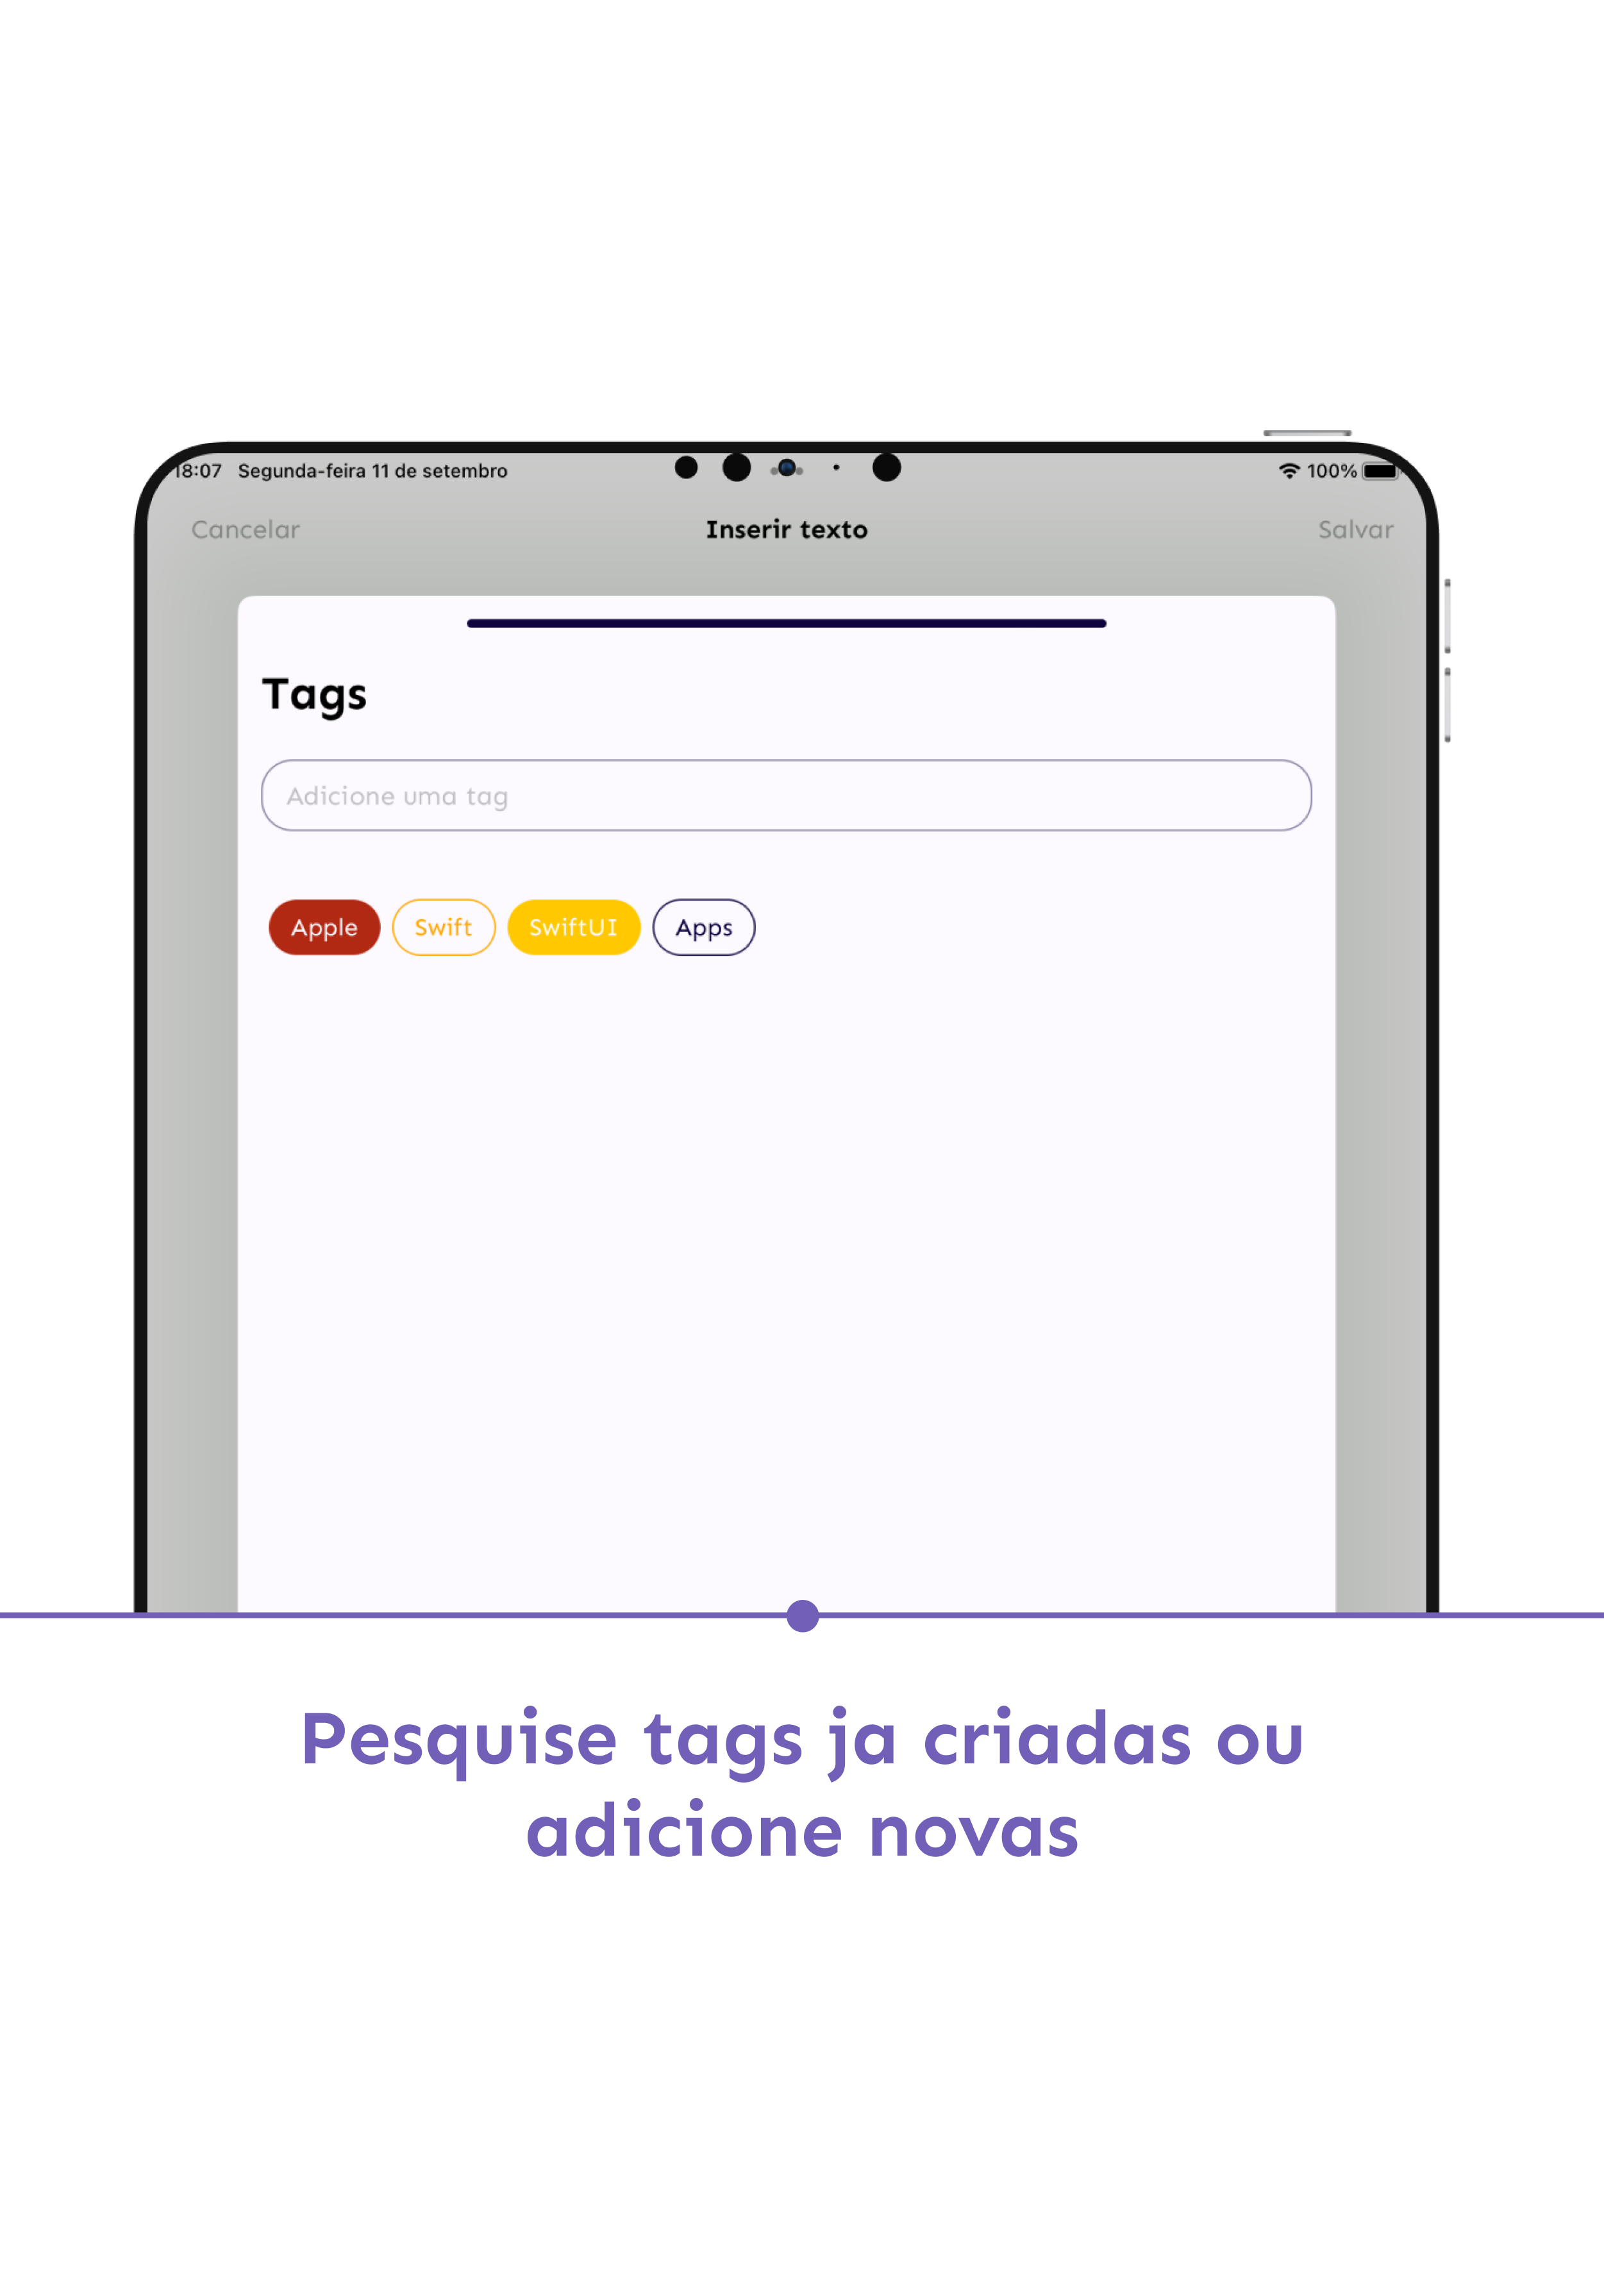 18:07 Segunda-feira 11 de setembro 100%
Cancelar Inserir texto Salvar
Tags
Adicione uma tag
Apple Swift SwiftUI Apps
Pesquise tags ja criadas ou
adicione novas